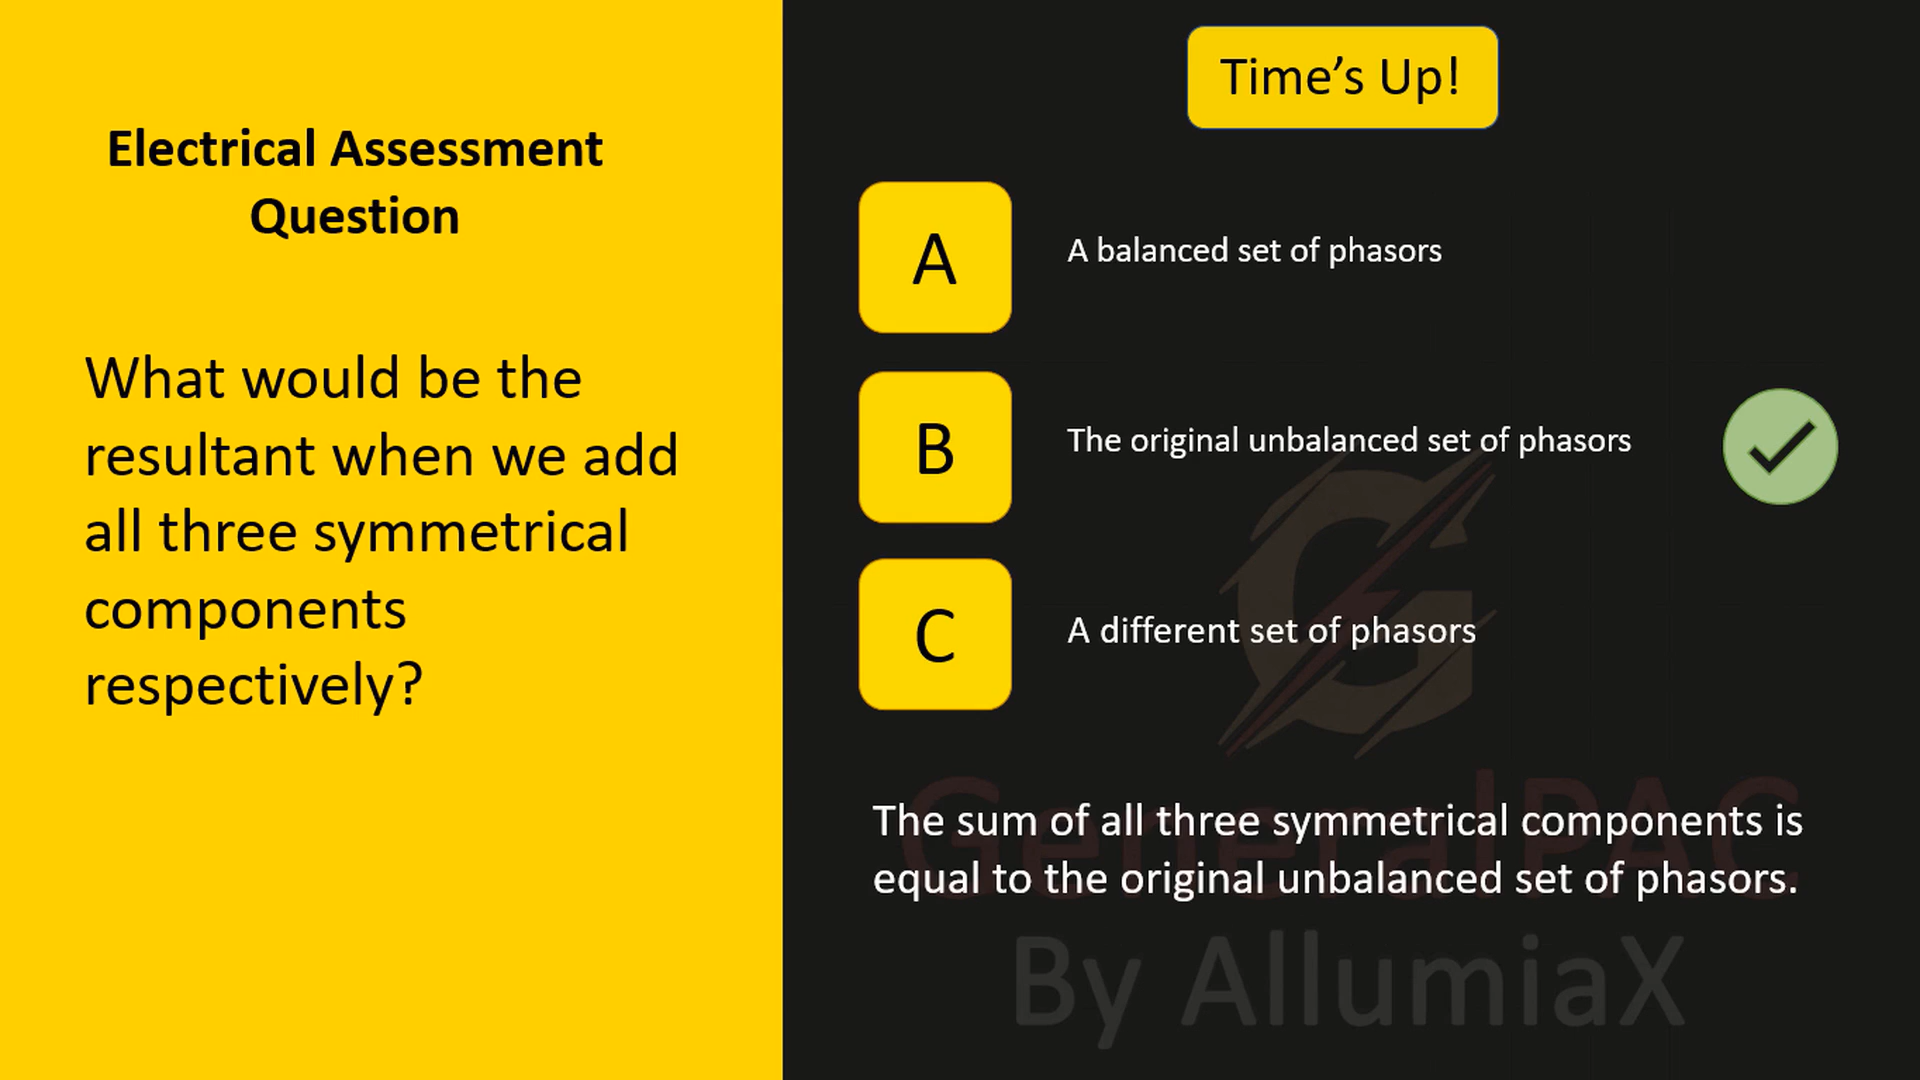 Electrical Assessment
Question
What would be the
resultant when we add
all three symmetrical
components
respectively?
Time’s Up!
A
A balanced set of phasors
B
The original unbalanced set of phasors
C
A different set of phasors
The sum of all three symmetrical components is
equal to the original unbalanced set of phasors.
GeneralPAC
By AllumiaX